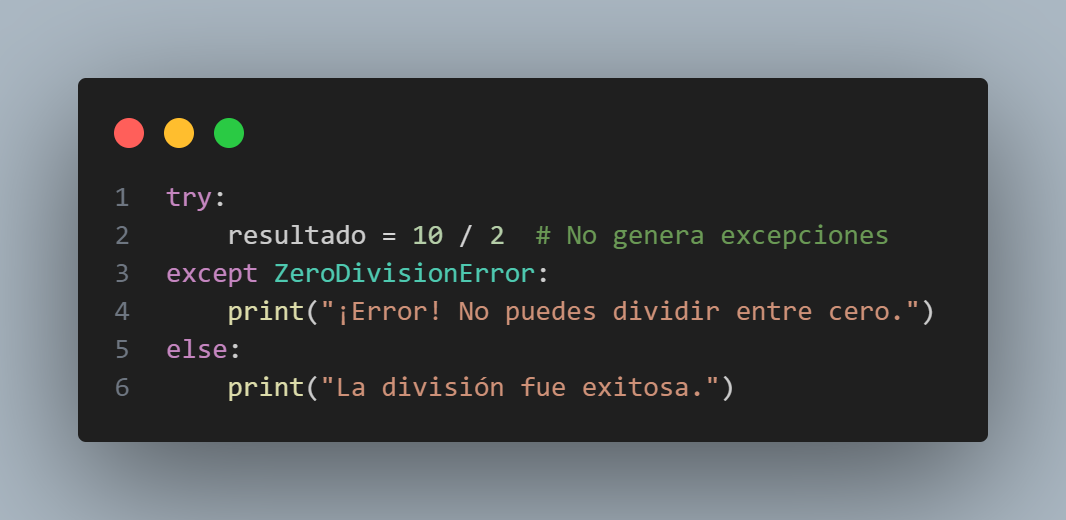 1 try:
2     resultado = 10 / 2  # No genera excepciones
3 except ZeroDivisionError:
4     print("¡Error! No puedes dividir entre cero.")
5 else:
6     print("La división fue exitosa.")